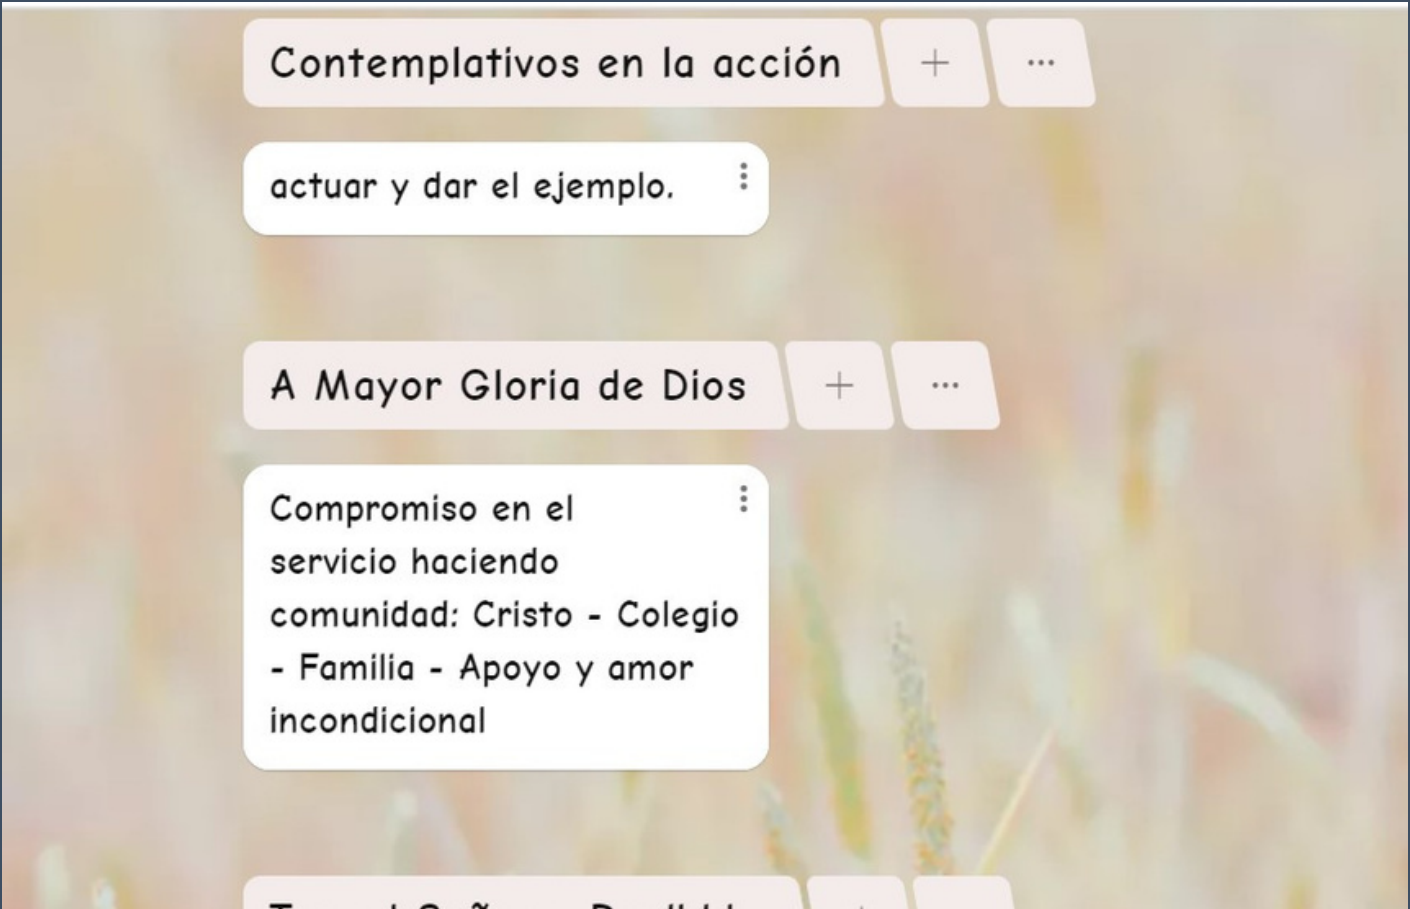 Contemplativos en la acción
actuar y dar el ejemplo.
A Mayor Gloria de Dios
Compromiso en el
servicio haciendo
comunidad: Cristo - Colegio
- Familia - Apoyo y amor
incondicional